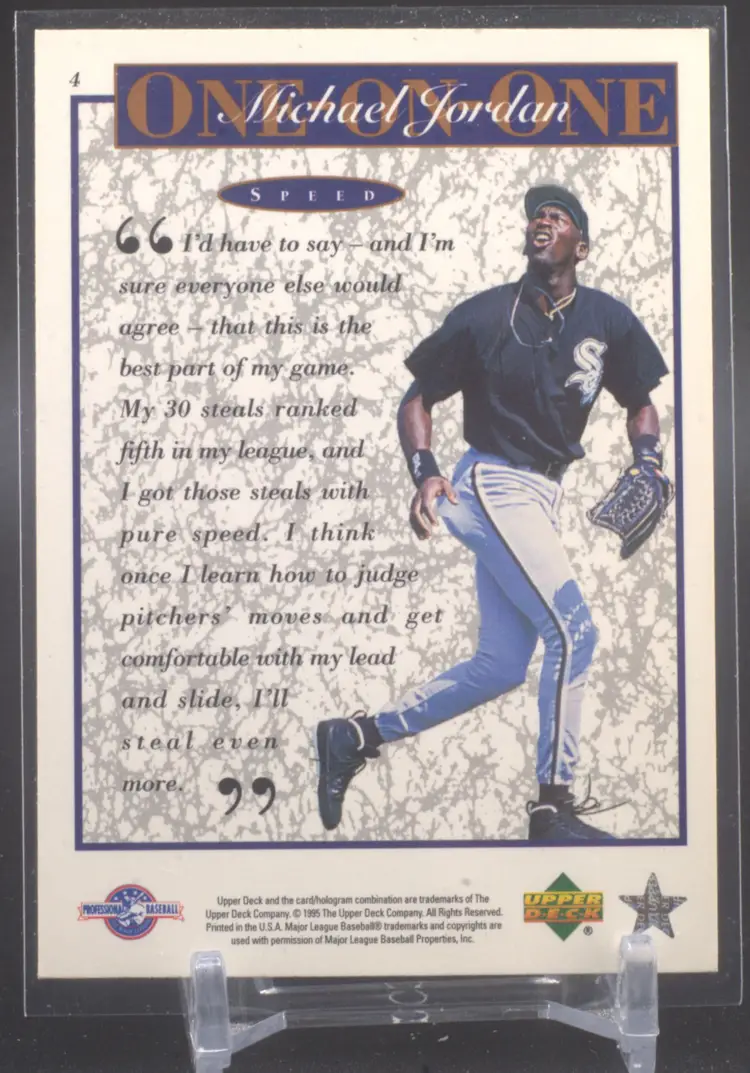 4
ONE-ON-ONE
Michael Jordan
SPEED
“I’d have to say – and I’m
sure everyone else would
agree – that this is the
best part of my game.
My 30 steals ranked
fifth in my league, and
I got those steals with
pure speed. I think
once I learn how to judge
pitchers’ moves and get
comfortable with my lead
and slide, I’ll
steal even
more.”
Sox
PROFESSIONAL BASEBALL
Upper Deck and the card/hologram combination are trademarks of The
Upper Deck Company. © 1995 The Upper Deck Company. All Rights Reserved.
Printed in the U.S.A. Major League Baseball® trademarks and copyrights are
used with permission of Major League Baseball Properties, Inc.
UPPER
DECK
®